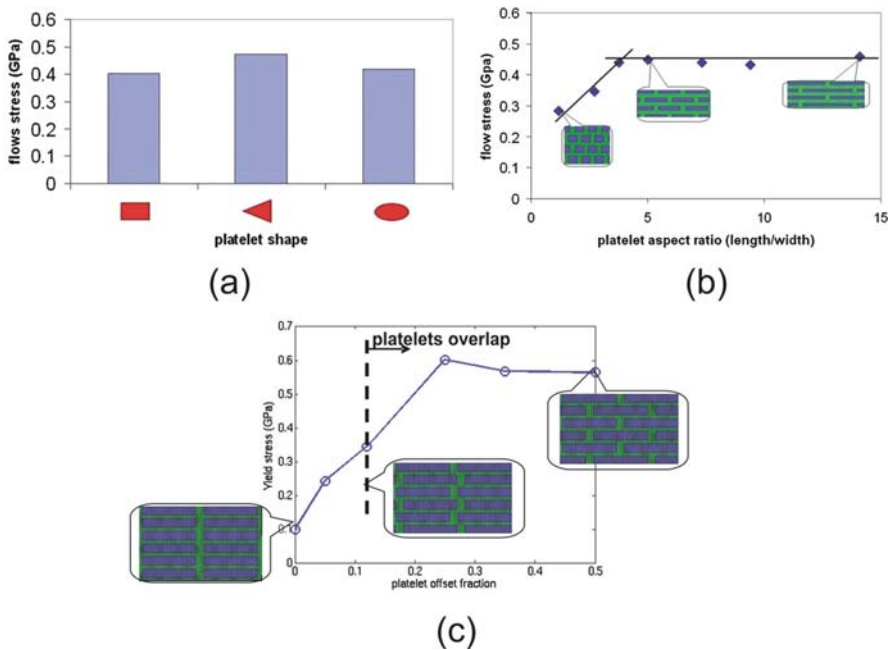 0.6
0.5
0.4
0.3
0.2
0.1
0
flows stress (GPa)
platelet shape
(a)
0.6
0.5
0.4
0.3
0.2
0.1
0
flow stress (Gpa)
0 5 10 15
platelet aspect ratio (length/width)
(b)
0.7
0.6
0.5
0.4
0.3
0.2
0
Yield stress (GPa)
platelets overlap
0 0.1 0.2 0.3 0.4 0.5
platelet offset fraction
(c)